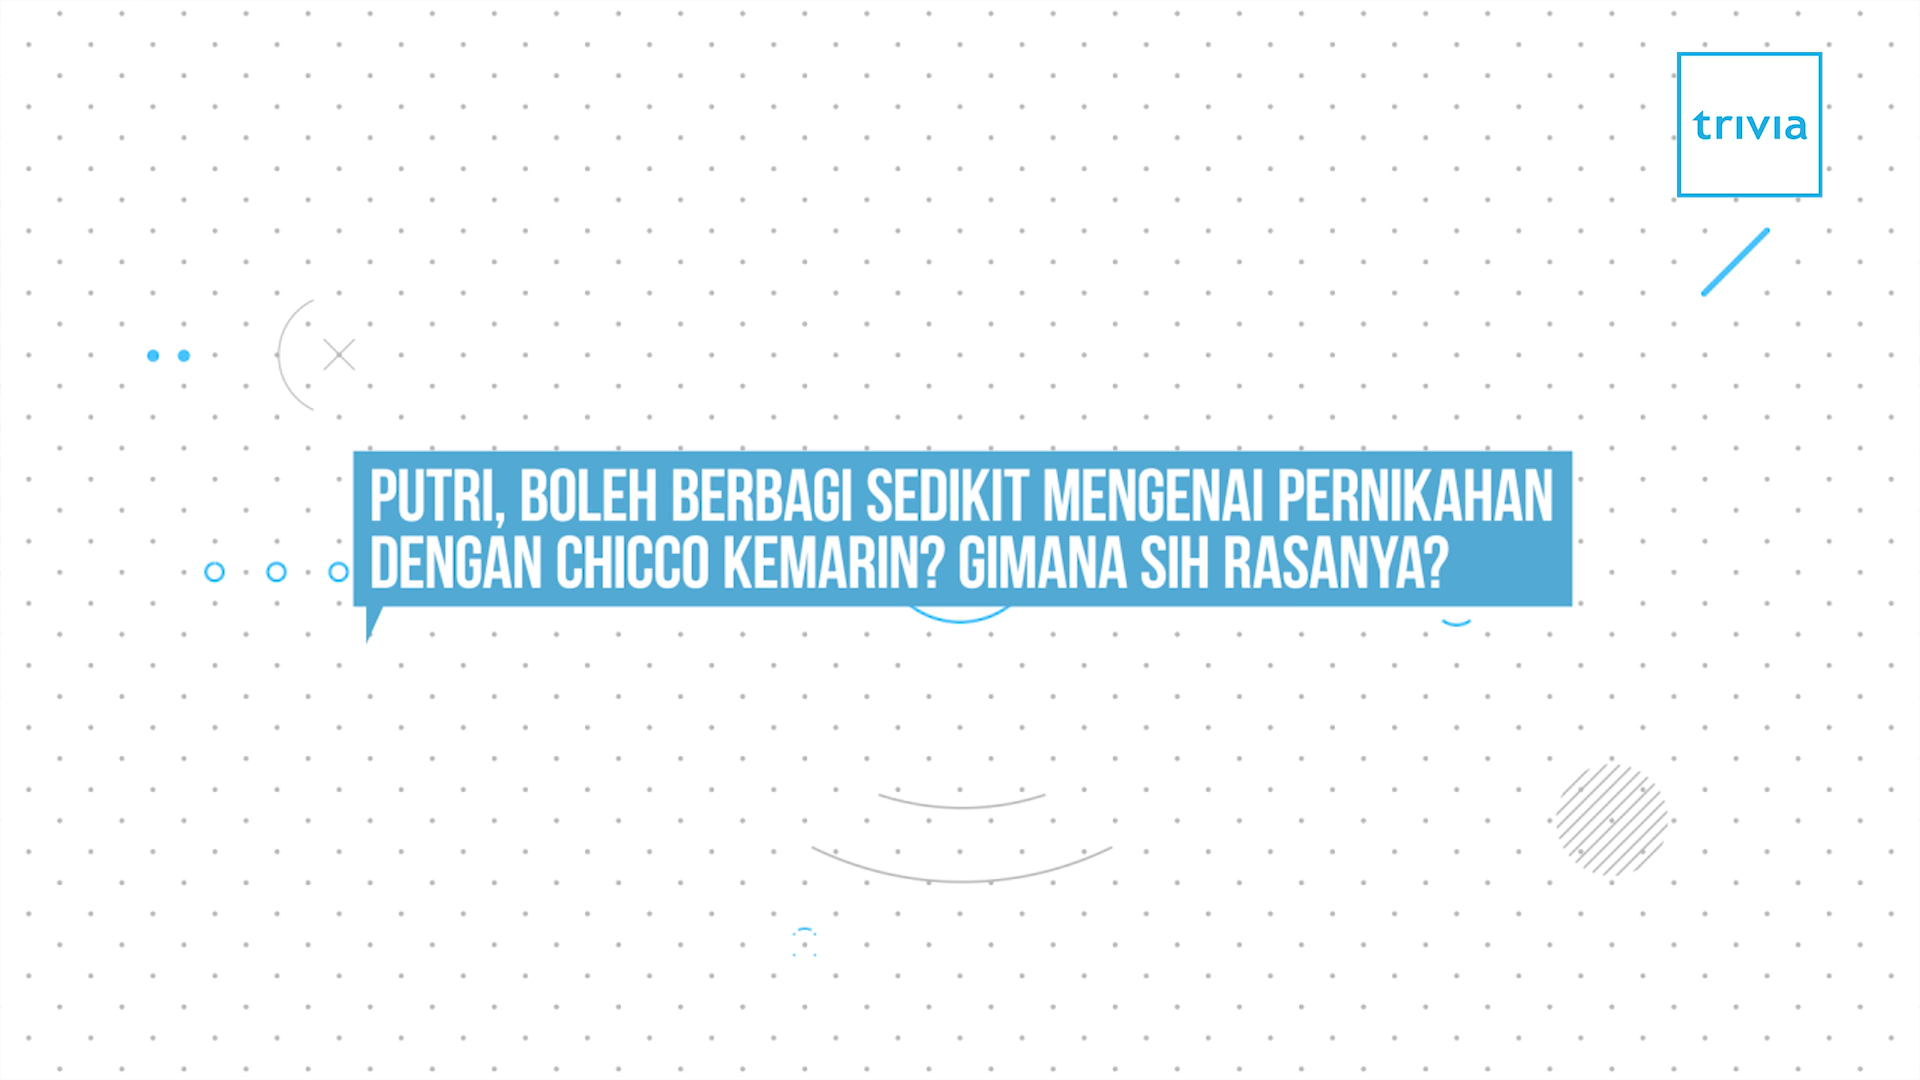 trivia
PUTRI, BOLEH BERBAGI SEDIKIT MENGENAI PERNIKAHAN
DENGAN CHICCO KEMARIN? GIMANA SIH RASANYA?